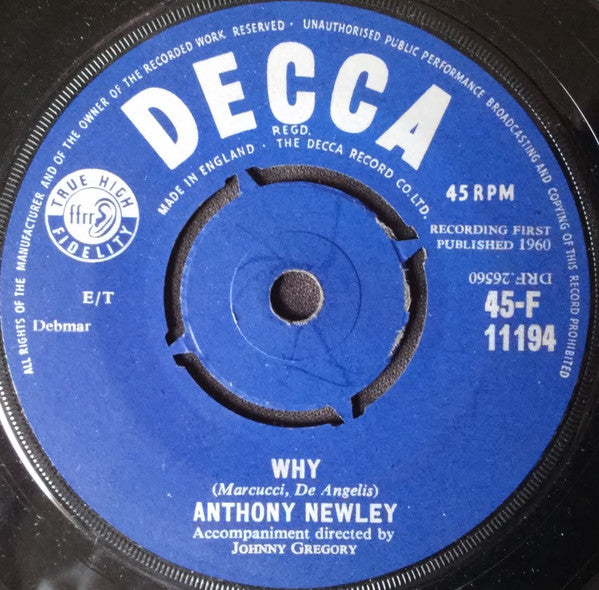 ALL RIGHTS OF THE MANUFACTURER AND OF THE OWNER OF THE RECORDED WORK RESERVED · UNAUTHORISED PUBLIC PERFORMANCE BROADCASTING AND COPYING OF THIS RECORD PROHIBITED
DECCA
REGD.
MADE IN ENGLAND · THE DECCA RECORD CO. LTD.
TRUE HIGH
ffrr
FIDELITY
45 RPM
RECORDING FIRST
PUBLISHED 1960
DRF.26560
45-F
11194
E/T
Debmar
WHY
(Marcucci, De Angelis)
ANTHONY NEWLEY
Accompaniment directed by
JOHNNY GREGORY